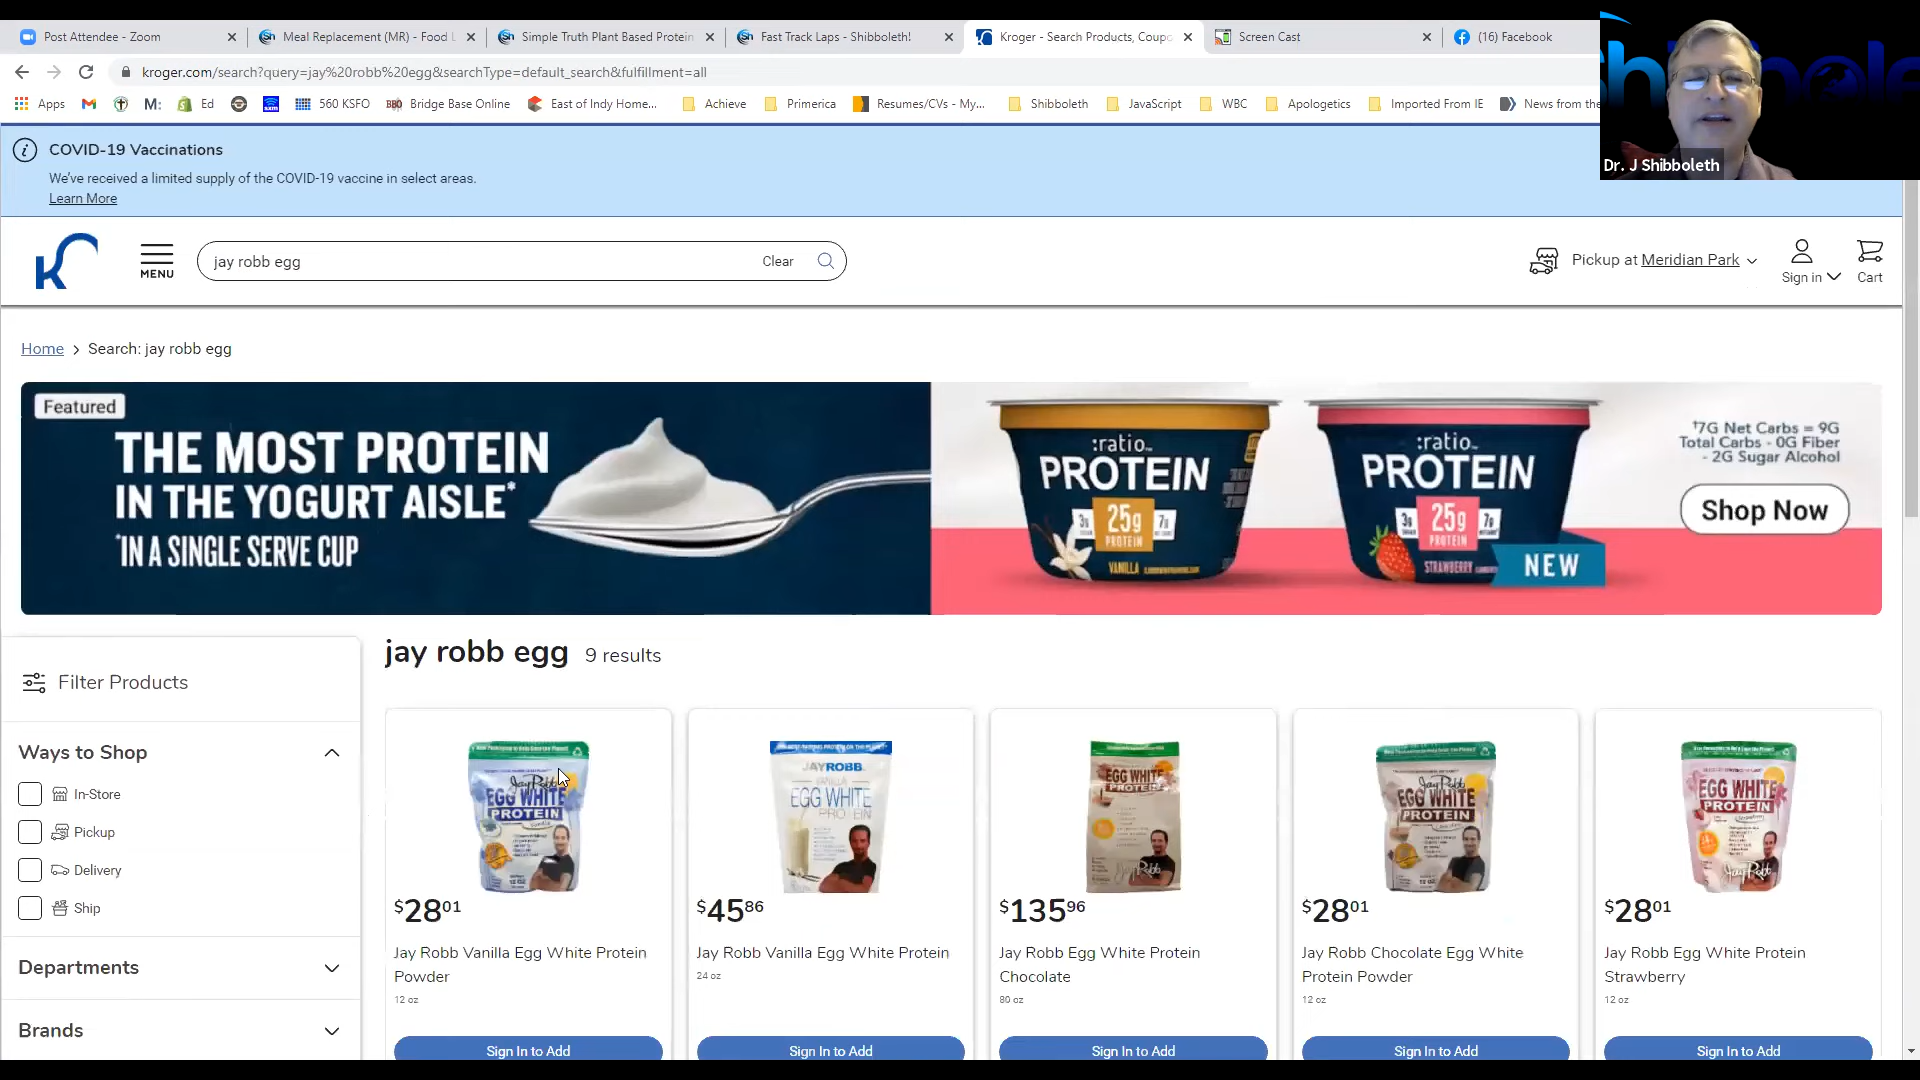 Post Attendee - Zoom
Meal Replacement (MR) - Food L
Simple Truth Plant Based Protein
Fast Track Laps - Shibboleth!
Kroger - Search Products, Coupo
Screen Cast
(16) Facebook
kroger.com/search?query=jay%20robb%20egg&searchType=default_search&fulfillment=all
Apps
M:
Ed
560 KSFO
BBO Bridge Base Online
East of Indy Home...
Achieve
Primerica
Resumes/CVs - My...
Shibboleth
JavaScript
WBC
Apologetics
Imported From IE
News from the
Dr. J Shibboleth
COVID-19 Vaccinations
We've received a limited supply of the COVID-19 vaccine in select areas.
Learn More
MENU
jay robb egg
Clear
Pickup at Meridian Park
Sign in
Cart
Home > Search: jay robb egg
Featured
THE MOST PROTEIN
IN THE YOGURT AISLE*
*IN A SINGLE SERVE CUP
:ratio
PROTEIN
25g
PROTEIN
VANILLA
:ratio
PROTEIN
25g
PROTEIN
STRAWBERRY
NEW
†7G Net Carbs = 9G
Total Carbs - 0G Fiber
- 2G Sugar Alcohol
Shop Now
jay robb egg 9 results
Filter Products
Ways to Shop
In-Store
Pickup
Delivery
Ship
Departments
Brands
EGG WHITE
PROTEIN
JAYROBB
VANILLA
EGG WHITE
PROTEIN
EGG WHITE
PROTEIN
Jay Robb
EGG WHITE
PROTEIN
EGG WHITE
PROTEIN
Jay Robb
$28.01
Jay Robb Vanilla Egg White Protein
Powder
12 oz
Sign In to Add
$45.86
Jay Robb Vanilla Egg White Protein
24 oz
Sign In to Add
$135.96
Jay Robb Egg White Protein
Chocolate
80 oz
Sign In to Add
$28.01
Jay Robb Chocolate Egg White
Protein Powder
12 oz
Sign In to Add
$28.01
Jay Robb Egg White Protein
Strawberry
12 oz
Sign In to Add